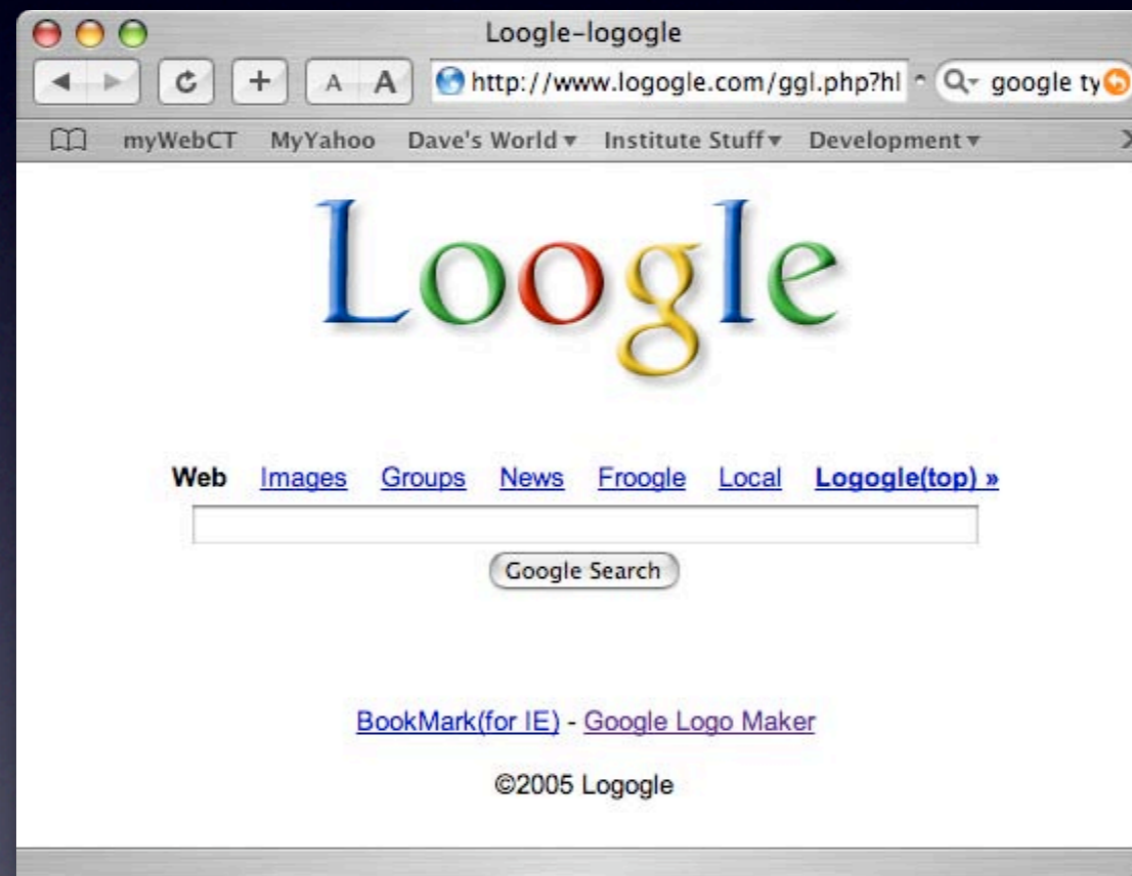 Loogle-logogle
A A http://www.logogle.com/ggl.php?hl google ty
myWebCT MyYahoo Dave's World Institute Stuff Development
Loogle
Web Images Groups News Froogle Local Logogle(top) »
Google Search
BookMark(for IE) - Google Logo Maker
©2005 Logogle